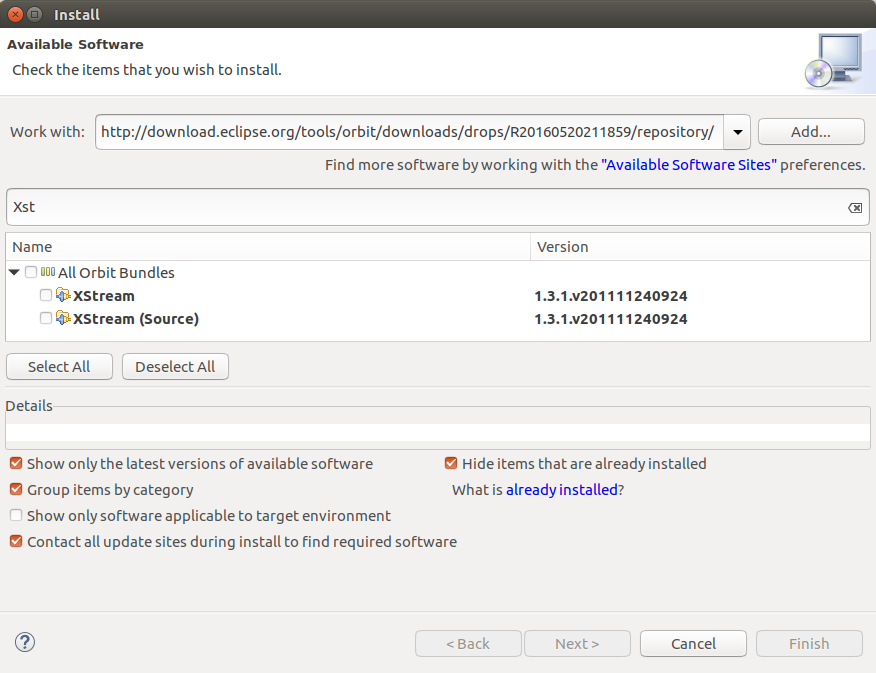 Install
Available Software
Check the items that you wish to install.
Work with: http://download.eclipse.org/tools/orbit/downloads/drops/R20160520211859/repository/ Add...
Find more software by working with the "Available Software Sites" preferences.
Xst
Name Version
All Orbit Bundles
XStream 1.3.1.v201111240924
XStream (Source) 1.3.1.v201111240924
Select All Deselect All
Details
Show only the latest versions of available software Hide items that are already installed
Group items by category What is already installed?
Show only software applicable to target environment
Contact all update sites during install to find required software
? < Back Next > Cancel Finish